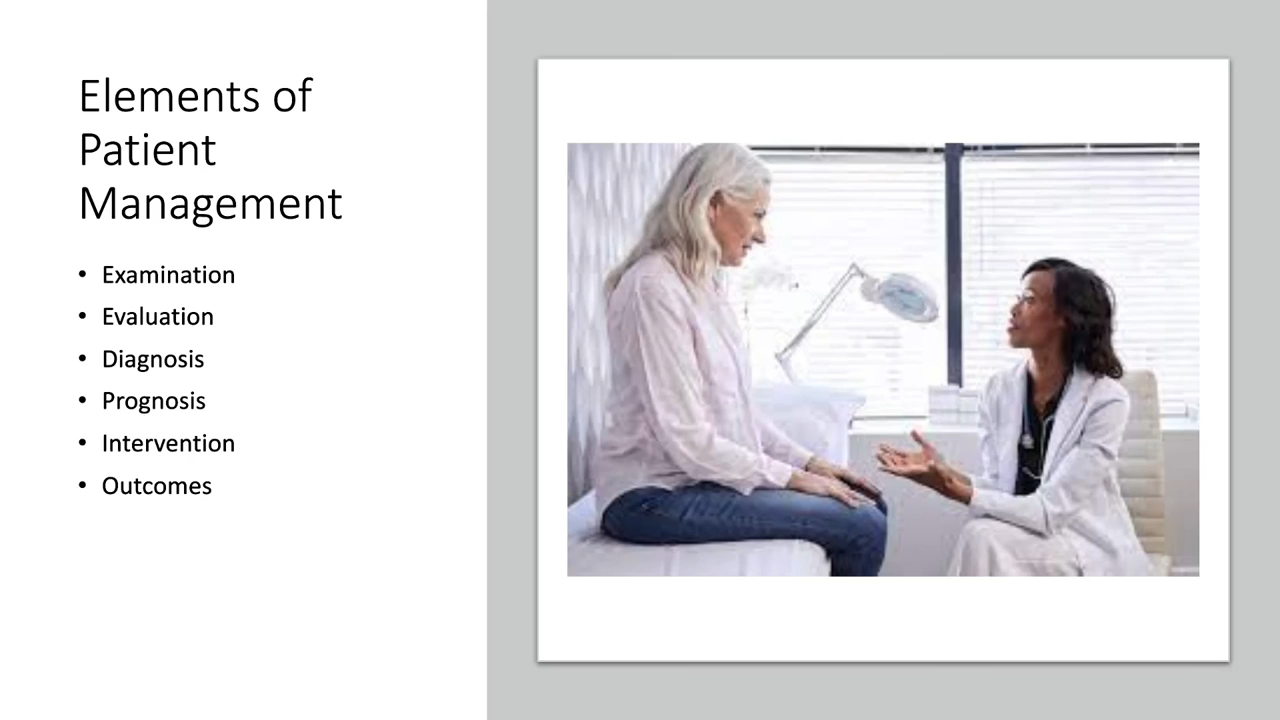 Elements of
Patient
Management
• Examination
• Evaluation
• Diagnosis
• Prognosis
• Intervention
• Outcomes